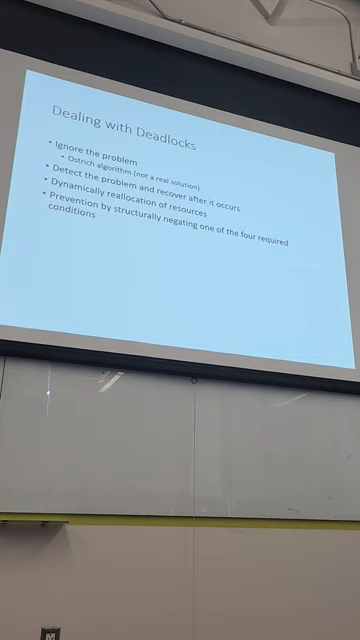 Dealing with Deadlocks
• Ignore the problem
• Ostrich algorithm (not a real solution)
• Detect the problem and recover after it occurs
• Dynamically reallocation of resources
• Prevention by structurally negating one of the four required
conditions